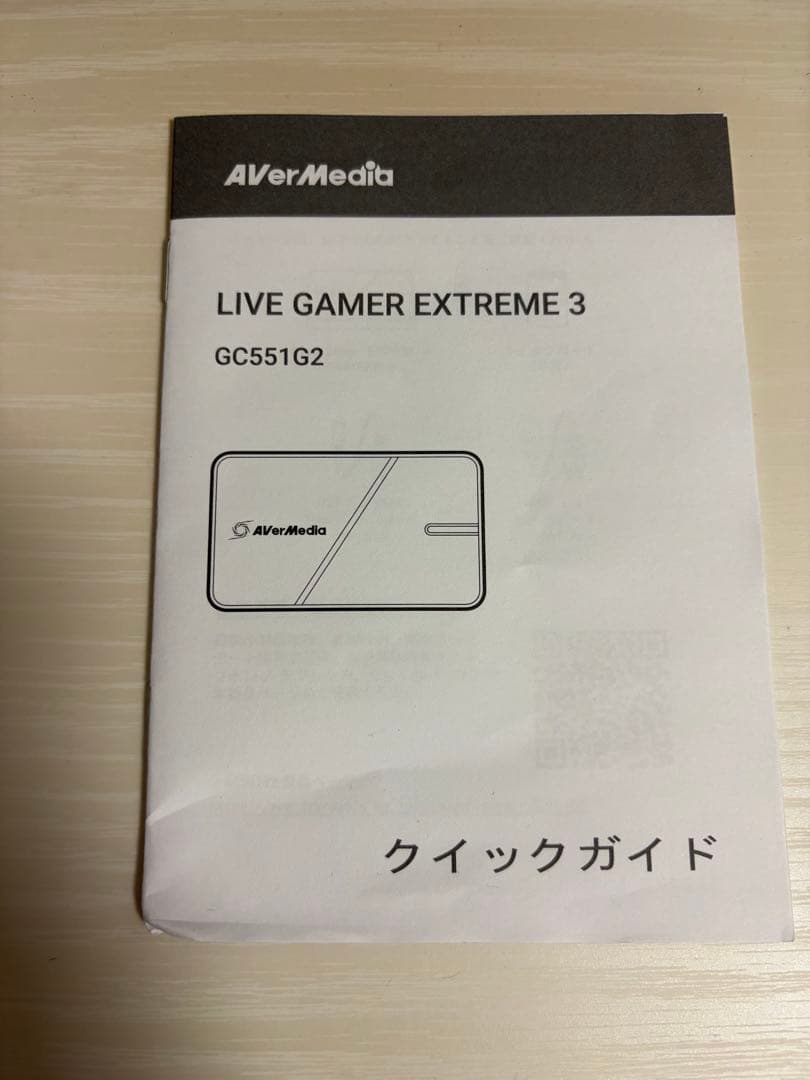 AVerMedia
LIVE GAMER EXTREME 3
GC551G2
AVerMedia
クイックガイド